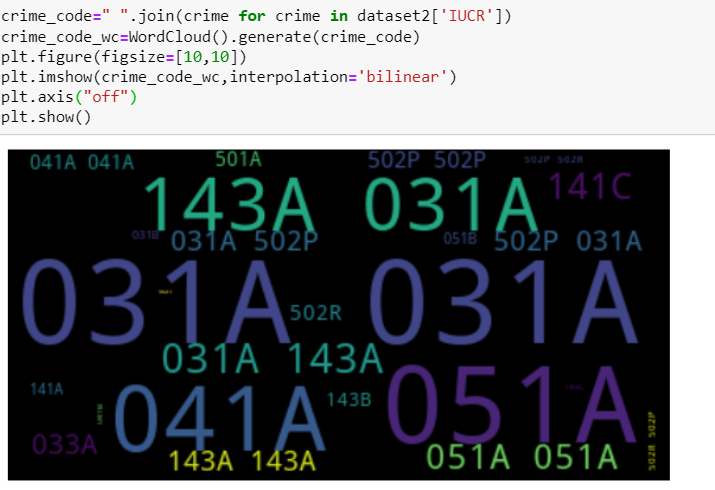 crime_code=" ".join(crime for crime in dataset2['IUCR'])
crime_code_wc=WordCloud().generate(crime_code)
plt.figure(figsize=[10,10])
plt.imshow(crime_code_wc,interpolation='bilinear')
plt.axis("off")
plt.show()
041A 041A
501A
502P 502P
502P 502R
143A
031A
141C
031B
031A 502P
051B
502P 031A
031A
031A
502R
031A 143A
141A
041A
143B
051A
033A
143A 143A
051A 051A
502R 502P